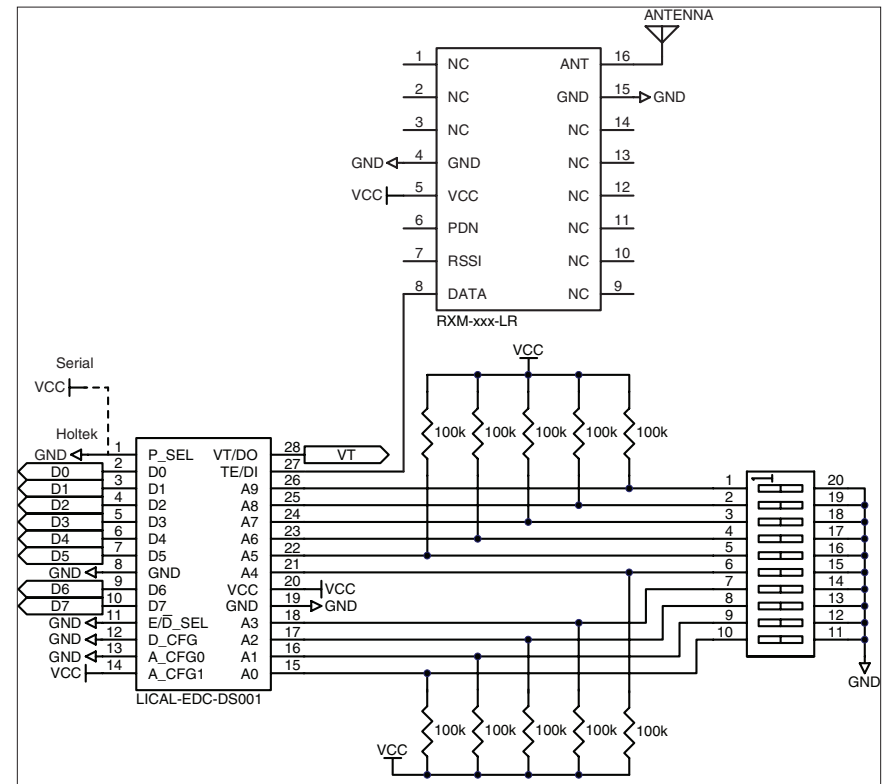 ANTENNA
1 NC ANT 16
2 NC GND 15 GND
3 NC NC 14
GND 4 GND NC 13
VCC 5 VCC NC 12
6 PDN NC 11
7 RSSI NC 10
8 DATA NC 9
RXM-xxx-LR
VCC
Serial
VCC
100k 100k 100k 100k 100k
Holtek
GND 1 P_SEL VT/DO 28 VT
D0 2 D0 TE/DI 27
D1 3 D1 A9 26 1 20
D2 4 D2 A8 25 2 19
D3 5 D3 A7 24 3 18
D4 6 D4 A6 23 4 17
D5 7 D5 A5 22 5 16
GND 8 GND A4 21 6 15
D6 9 D6 VCC 20 VCC 7 14
D7 10 D7 GND 19 GND 8 13
GND 11 E/D̅_SEL A3 18 9 12
GND 12 D_CFG A2 17 10 11
GND 13 A_CFG0 A1 16
VCC 14 A_CFG1 A0 15
GND
LICAL-EDC-DS001
100k 100k 100k 100k 100k
VCC
1